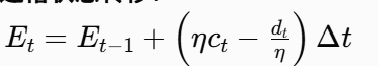 E_t = E_{t-1} + \left( \eta c_t - \frac{d_t}{\eta} \right) \Delta t